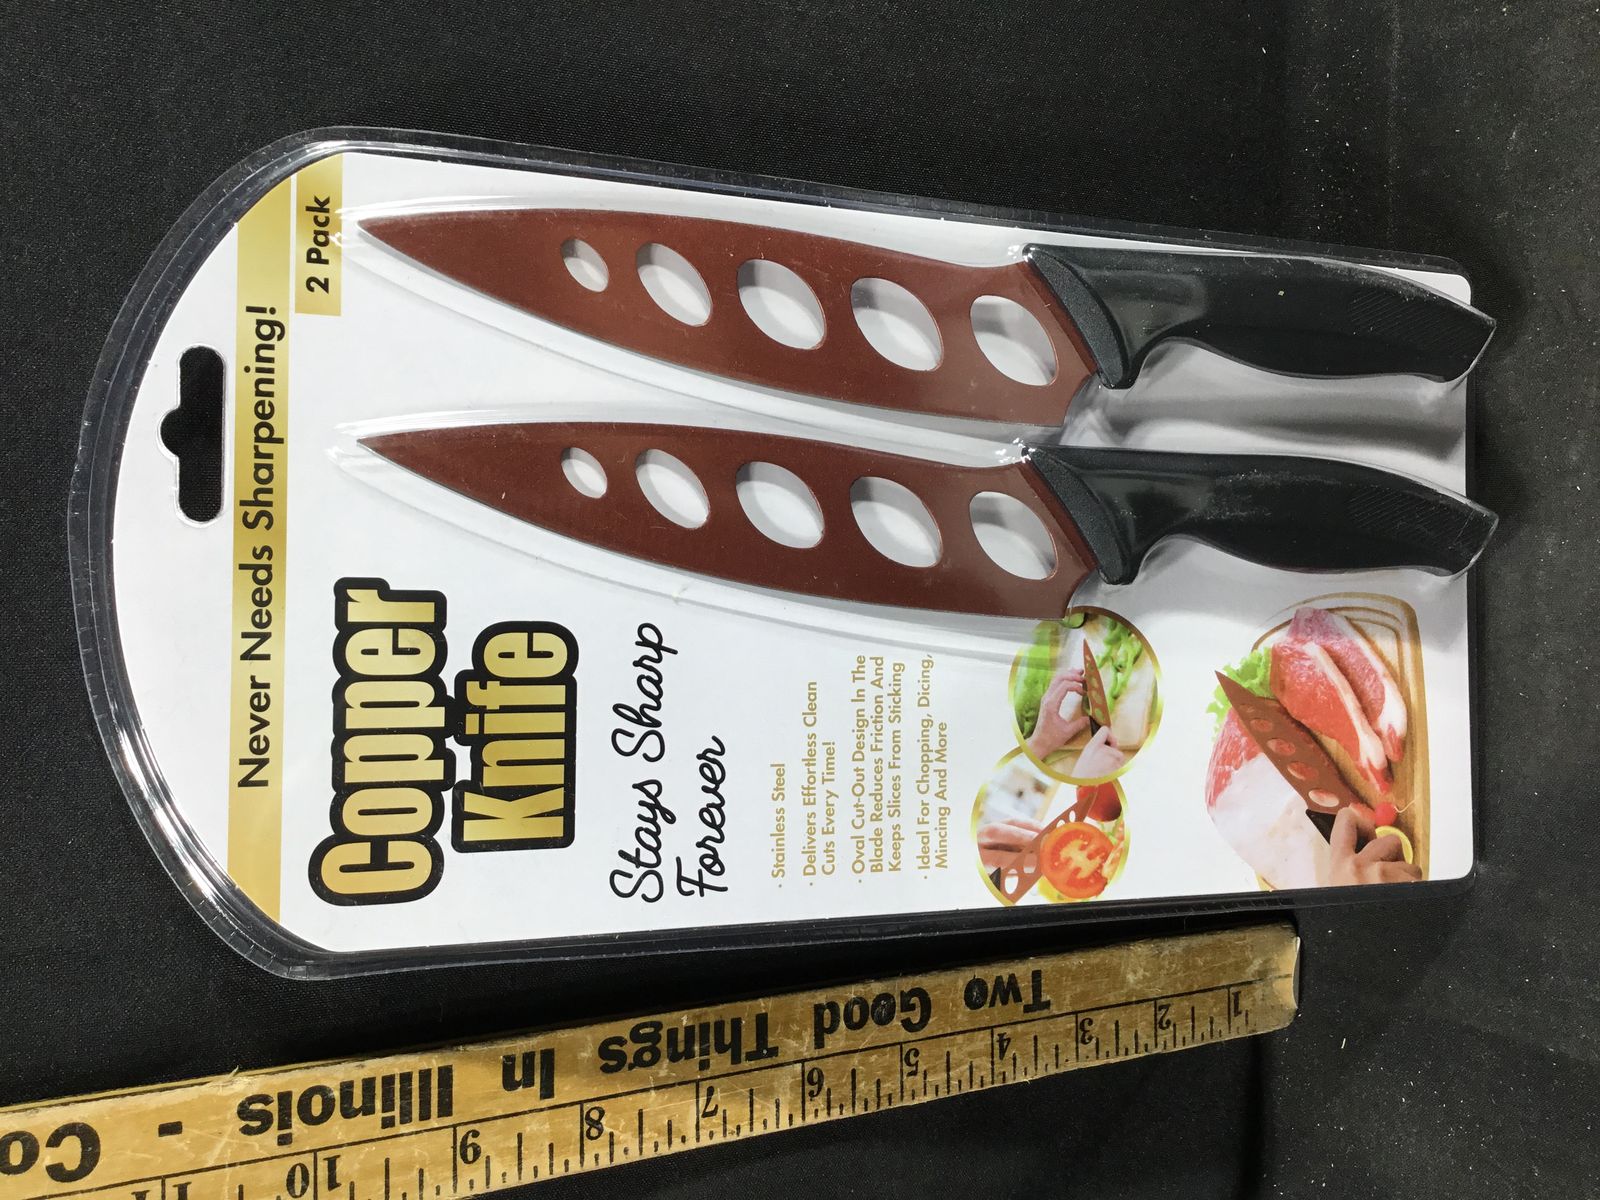 Never Needs Sharpening!
2 Pack
Copper
Knife
Stays Sharp
Forever
· Stainless Steel
· Delivers Effortless Clean
Cuts Every Time!
· Oval Cut-Out Design In The
Blade Reduces Friction And
Keeps Slices From Sticking
· Ideal For Chopping, Dicing,
Mincing And More
Two Good Things In Illinois - Co
1 2 3 4 5 6 7 8 9 10 1